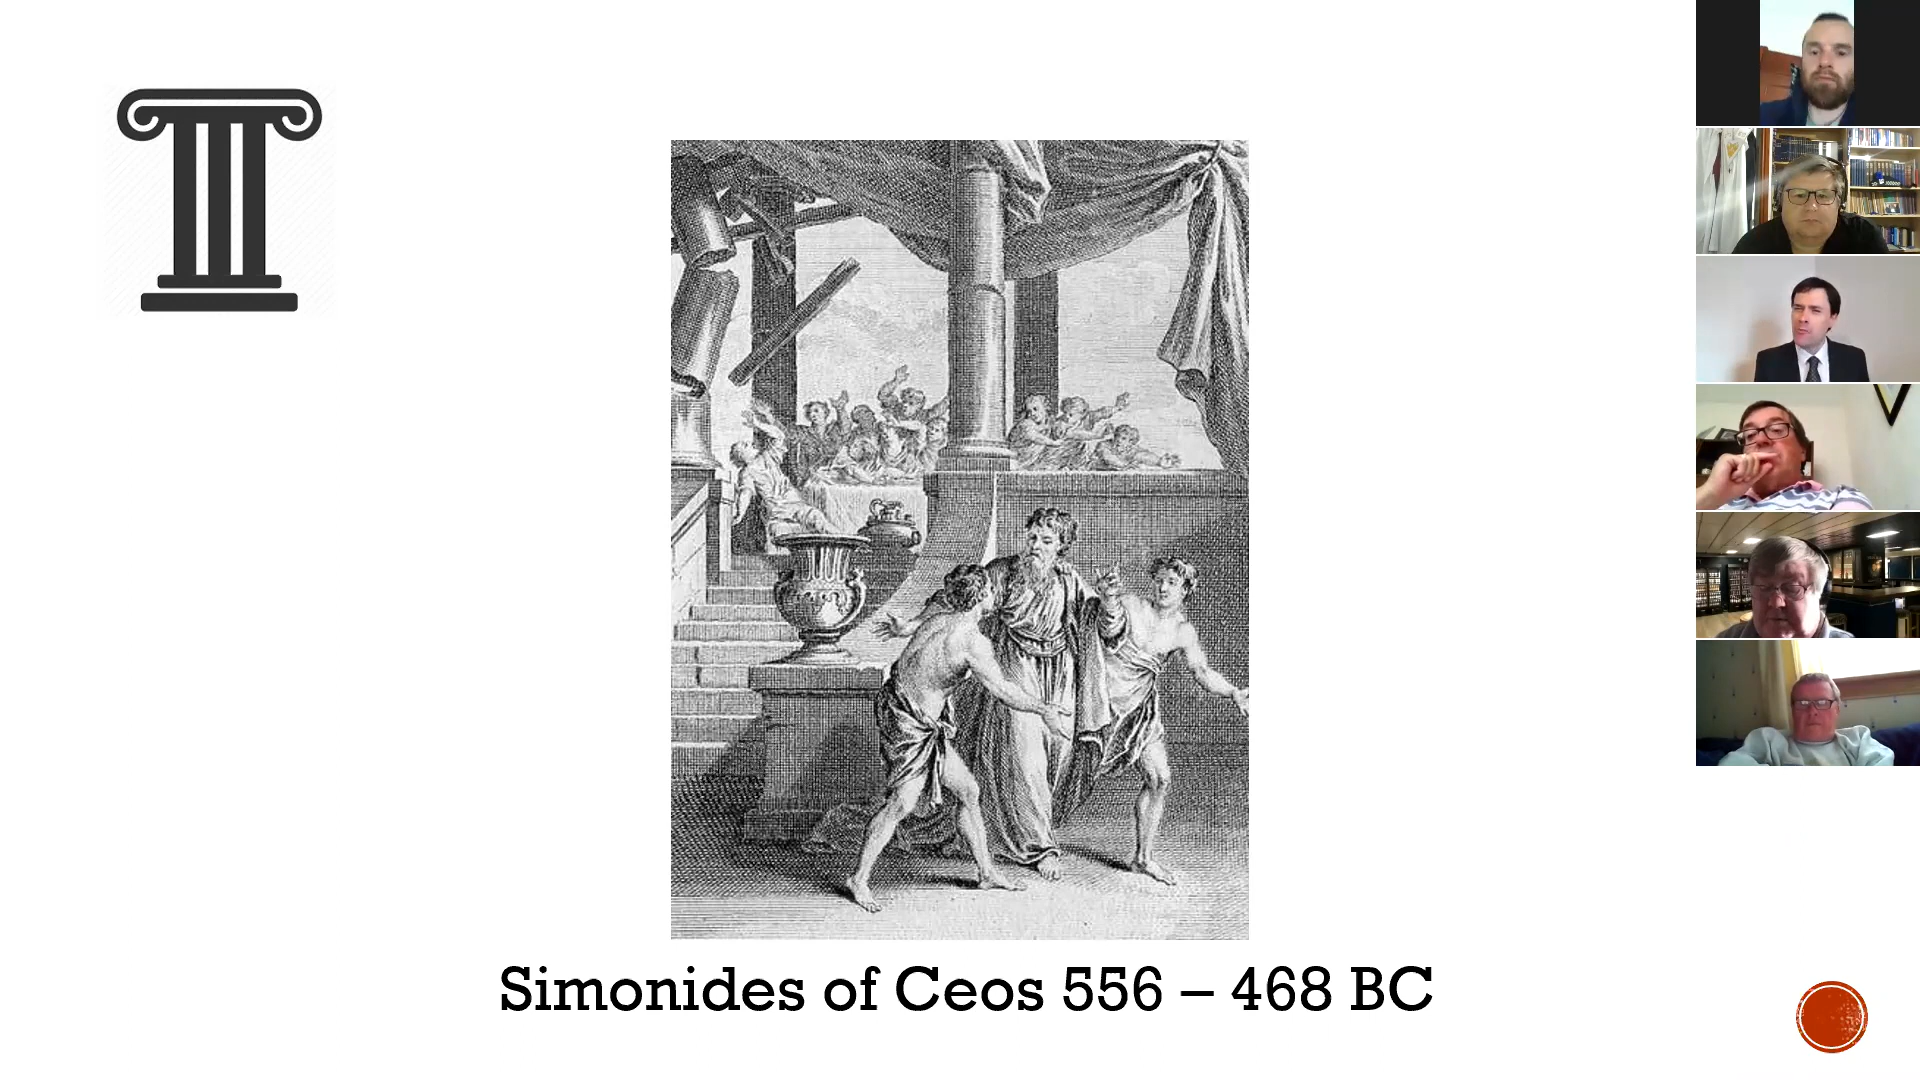 Simonides of Ceos 556 – 468 BC